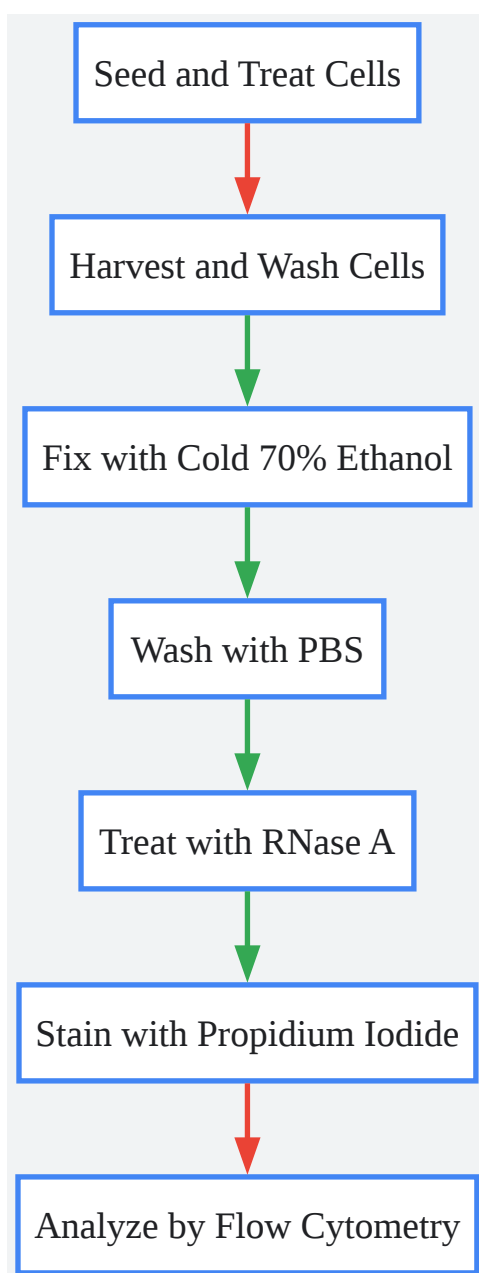 Seed and Treat Cells
Harvest and Wash Cells
Fix with Cold 70% Ethanol
Wash with PBS
Treat with RNase A
Stain with Propidium Iodide
Analyze by Flow Cytometry